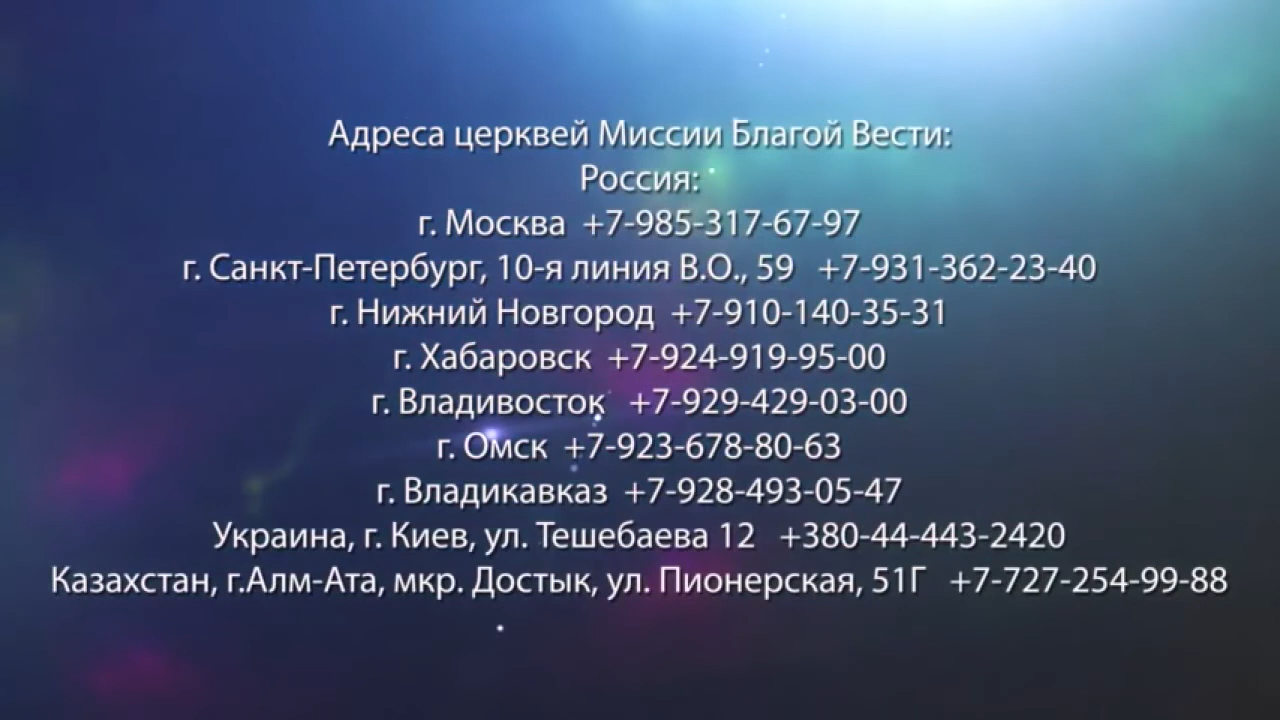 Адреса церквей Миссии Благой Вести:
Россия:
г. Москва +7-985-317-67-97
г. Санкт-Петербург, 10-я линия В.О., 59 +7-931-362-23-40
г. Нижний Новгород +7-910-140-35-31
г. Хабаровск +7-924-919-95-00
г. Владивосток +7-929-429-03-00
г. Омск +7-923-678-80-63
г. Владикавказ +7-928-493-05-47
Украина, г. Киев, ул. Тешебаева 12 +380-44-443-2420
Казахстан, г.Алм-Ата, мкр. Достык, ул. Пионерская, 51Г +7-727-254-99-88